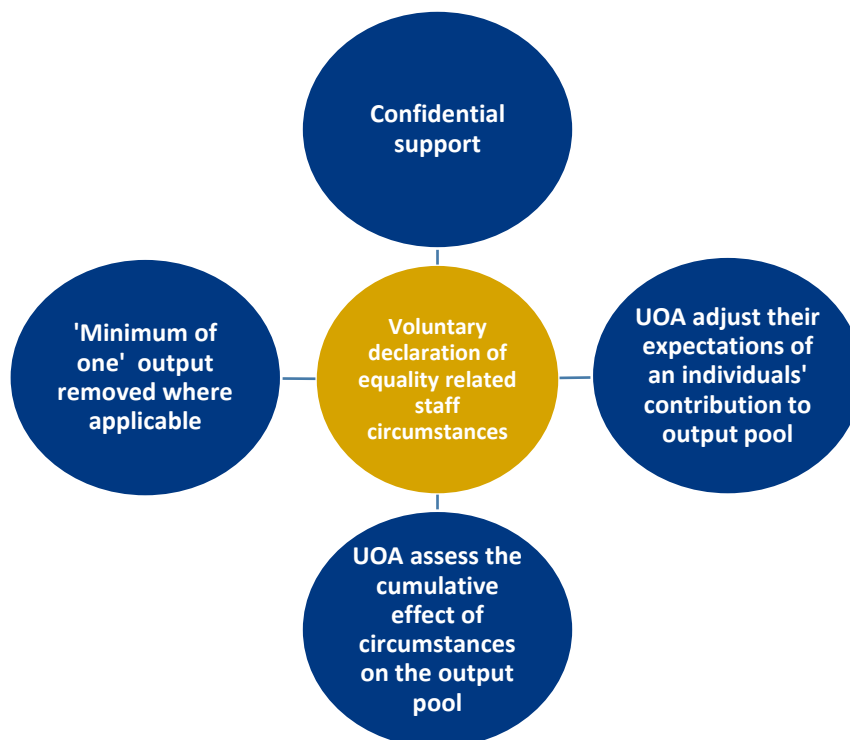 Confidential
support
'Minimum of
one'  output
removed where
applicable
Voluntary
declaration of
equality related
staff
circumstances
UOA adjust their
expectations of
an individuals'
contribution to
output pool
UOA assess the
cumulative
effect of
circumstances
on the output
pool